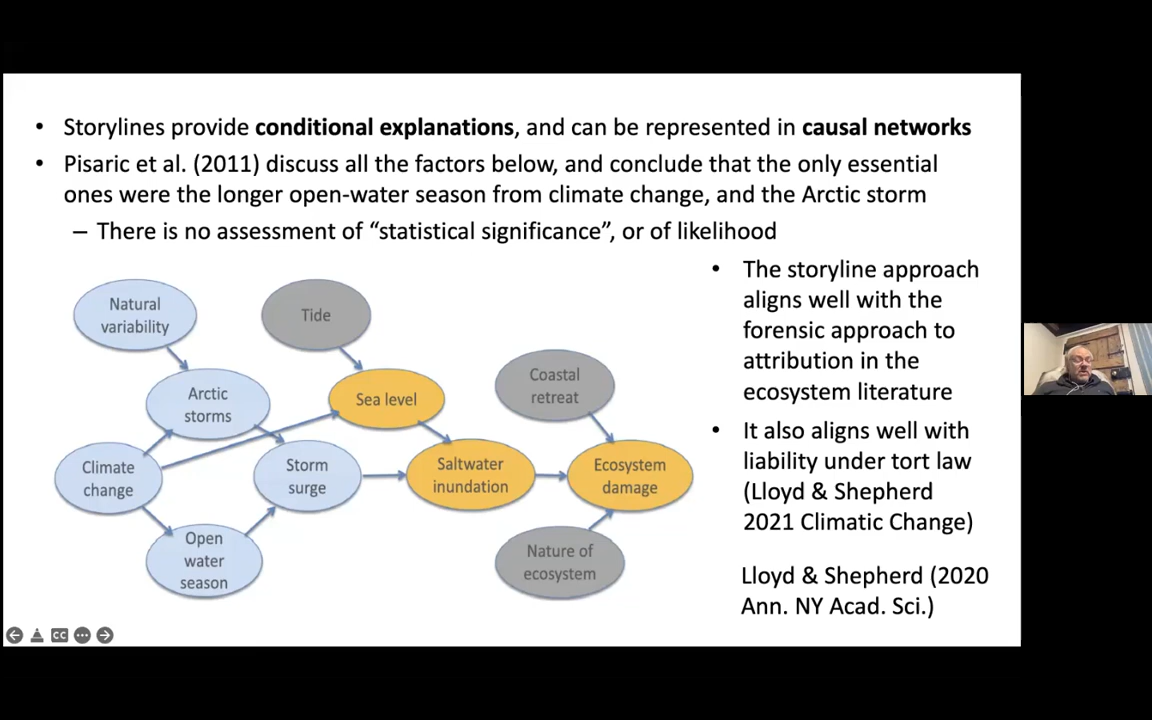 • Storylines provide conditional explanations, and can be represented in causal networks
• Pisaric et al. (2011) discuss all the factors below, and conclude that the only essential
ones were the longer open-water season from climate change, and the Arctic storm
– There is no assessment of “statistical significance”, or of likelihood
Natural
variability
Tide
Arctic
storms
Sea level
Coastal
retreat
Climate
change
Storm
surge
Saltwater
inundation
Ecosystem
damage
Open
water
season
Nature of
ecosystem
• The storyline approach
aligns well with the
forensic approach to
attribution in the
ecosystem literature
• It also aligns well with
liability under tort law
(Lloyd & Shepherd
2021 Climatic Change)
Lloyd & Shepherd (2020
Ann. NY Acad. Sci.)
CC